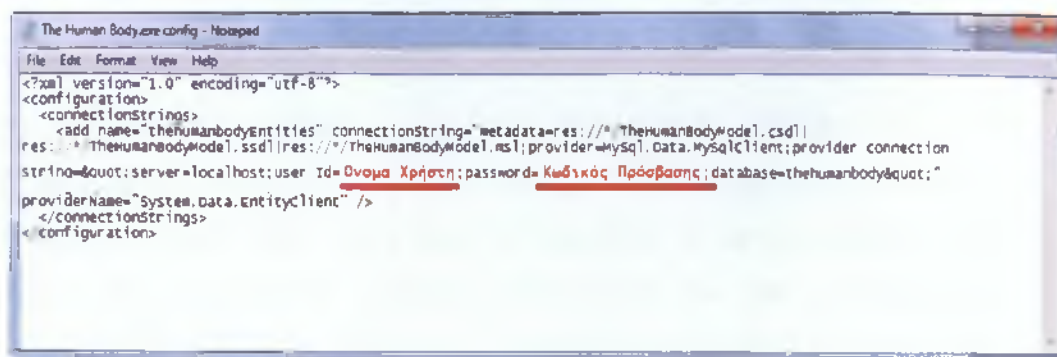 The Human Body.exe.config - Notepad
File Edit Format View Help
<?xml version="1.0" encoding="utf-8"?>
<configuration>
<connectionStrings>
<add name="thehumanbodyEntities" connectionString="metadata=res://*/TheHumanBodyModel.csdl|
res://*/TheHumanBodyModel.ssdl|res://*/TheHumanBodyModel.msl;provider=MySql.Data.MySqlClient;provider connection
string=&quot;server=localhost;user Id=Όνομα Χρήστη;password=Κωδικός Πρόσβασης;database=thehumanbody&quot;"
providerName="System.Data.EntityClient" />
</connectionStrings>
</configuration>